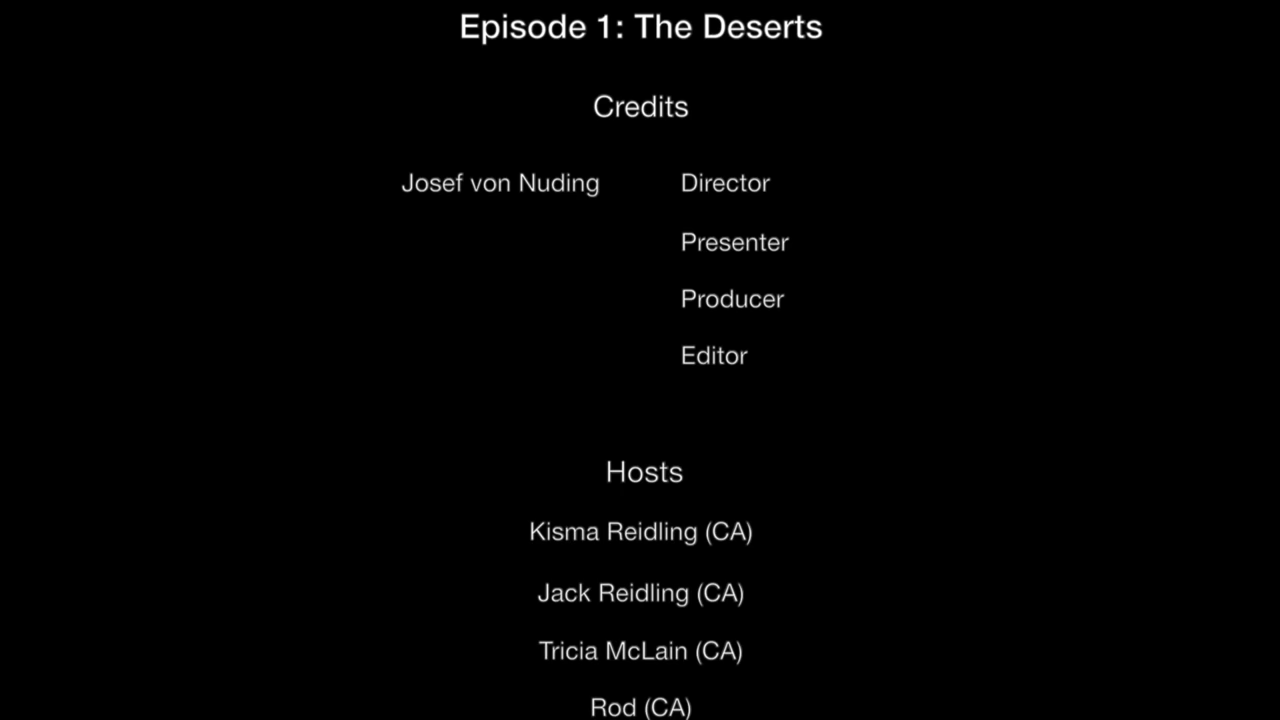 Episode 1: The Deserts
Credits
Josef von Nuding Director
Presenter
Producer
Editor
Hosts
Kisma Reidling (CA)
Jack Reidling (CA)
Tricia McLain (CA)
Rod (CA)